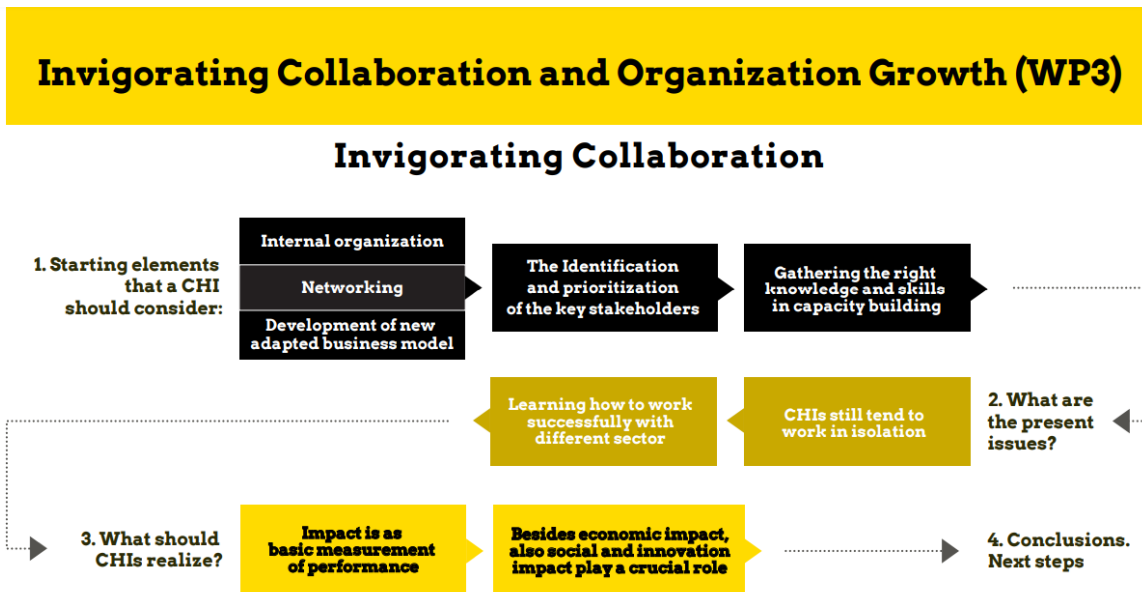 Invigorating Collaboration and Organization Growth (WP3)
Invigorating Collaboration
1. Starting elements
that a CHI
should consider:
Internal organization
Networking
Development of new
adapted business model
The Identification
and prioritization
of the key stakeholders
Gathering the right
knowledge and skills
in capacity building
2. What are
the present
issues?
CHIs still tend to
work in isolation
Learning how to work
successfully with
different sector
3. What should
CHIs realize?
Impact is as
basic measurement
of performance
Besides economic impact,
also social and innovation
impact play a crucial role
4. Conclusions.
Next steps